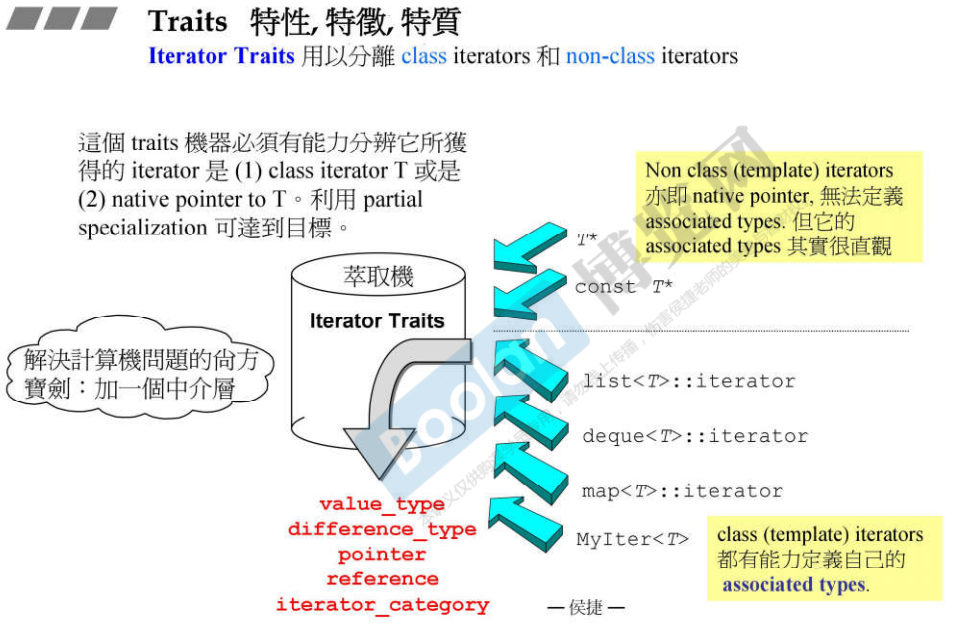 Traits 特性, 特徵, 特質
Iterator Traits 用以分離 class iterators 和 non-class iterators
這個 traits 機器必須有能力分辨它所獲
得的 iterator 是 (1) class iterator T 或是
(2) native pointer to T。利用 partial
specialization 可達到目標。
Non class (template) iterators
亦即 native pointer, 無法定義
associated types. 但它的
associated types 其實很直觀
T*
const T*
萃取機
Iterator Traits
解決計算機問題的尚方
寶劍：加一個中介層
list<T>::iterator
deque<T>::iterator
map<T>::iterator
MyIter<T>
class (template) iterators
都有能力定義自己的
associated types.
value_type
difference_type
pointer
reference
iterator_category
— 侯捷 —
Boolan 博览网